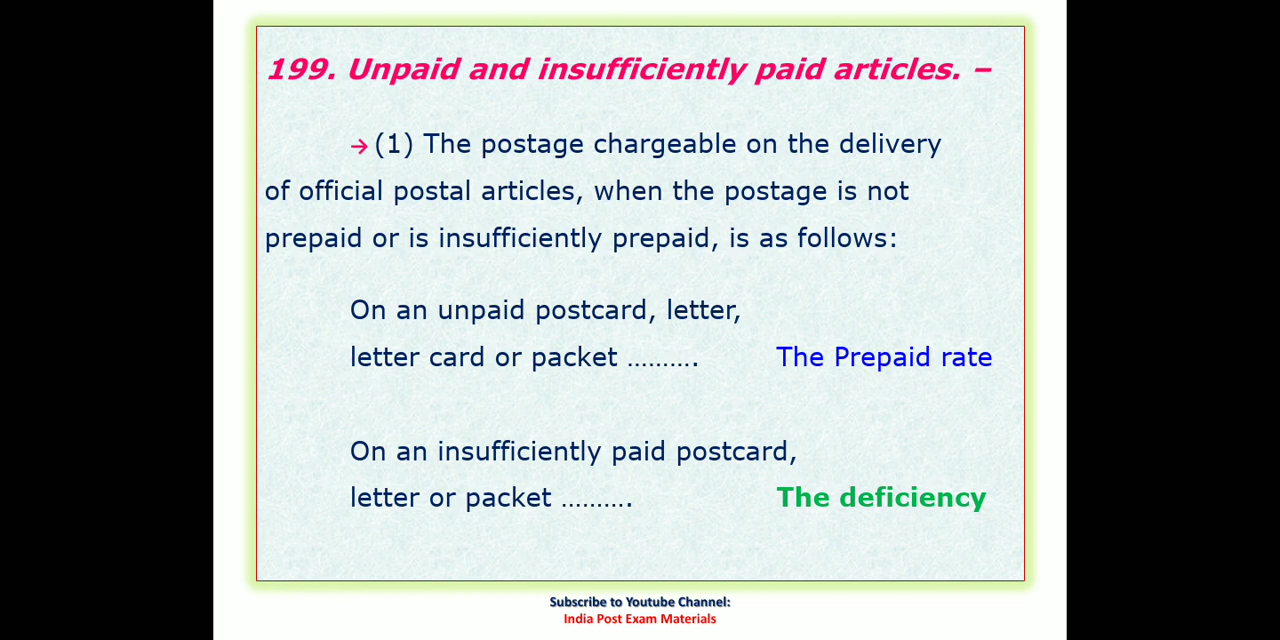 199. Unpaid and insufficiently paid articles. –
→ (1) The postage chargeable on the delivery
of official postal articles, when the postage is not
prepaid or is insufficiently prepaid, is as follows:
On an unpaid postcard, letter,
letter card or packet .......... The Prepaid rate
On an insufficiently paid postcard,
letter or packet .......... The deficiency
Subscribe to Youtube Channel:
India Post Exam Materials